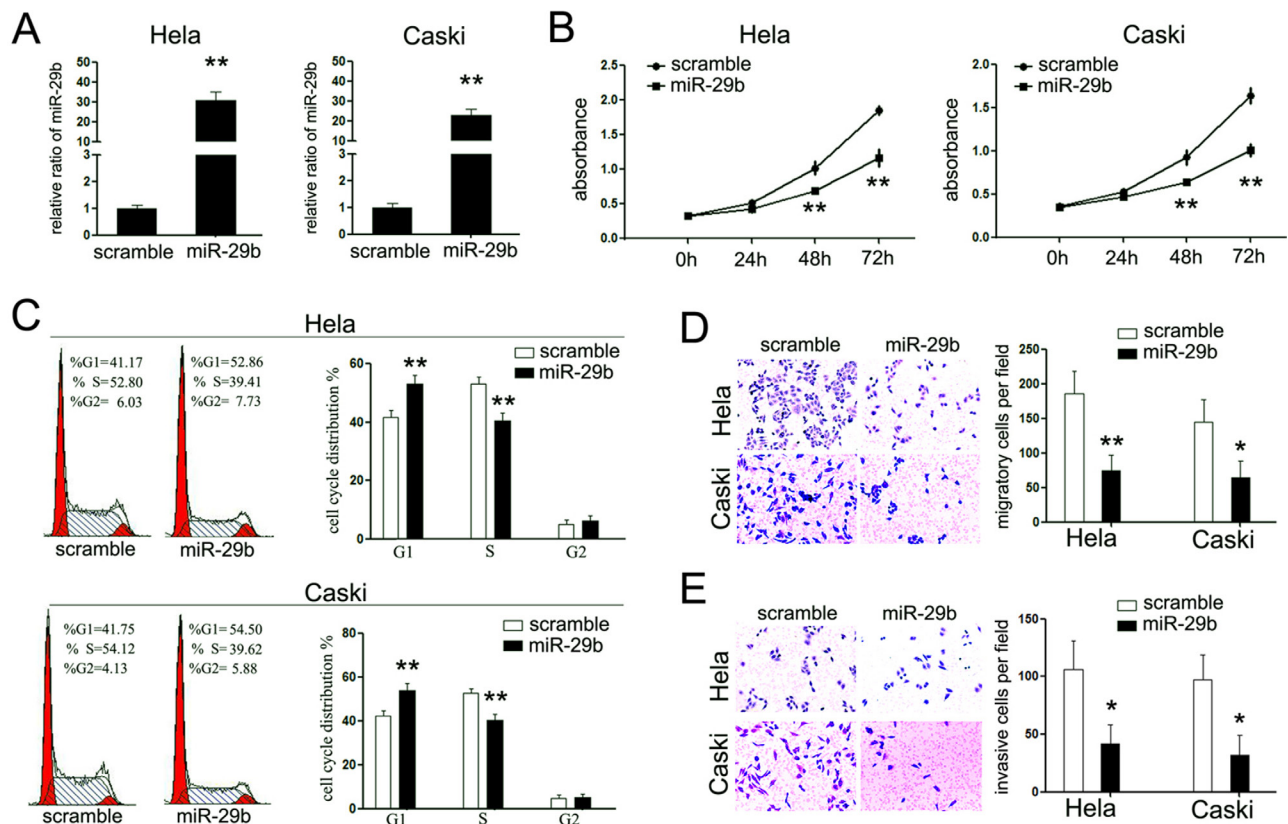 A
Hela
Caski
relative ratio of miR-29b
50
40
30
20
10
3
2
1
0
**
scramble
miR-29b
relative ratio of miR-29b
50
40
30
20
10
3
2
1
0
**
scramble
miR-29b
B
Hela
Caski
absorbance
2.5
2.0
1.5
1.0
0.5
0.0
scramble
miR-29b
**
**
0h
24h
48h
72h
absorbance
2.0
1.5
1.0
0.5
0.0
scramble
miR-29b
**
**
0h
24h
48h
72h
C
Hela
%G1=41.17
% S=52.80
%G2= 6.03
scramble
%G1=52.86
% S=39.41
%G2= 7.73
miR-29b
cell cycle distribution %
60
40
20
0
scramble
miR-29b
**
**
G1
S
G2
Caski
%G1=41.75
% S=54.12
%G2=4.13
scramble
%G1=54.50
% S=39.62
%G2= 5.88
miR-29b
cell cycle distribution %
80
60
40
20
0
scramble
miR-29b
**
**
G1
S
G2
D
scramble
miR-29b
Hela
Caski
migratory cells per field
250
200
150
100
50
0
scramble
miR-29b
**
*
Hela
Caski
E
scramble
miR-29b
Hela
Caski
invasive cells per field
150
100
50
0
scramble
miR-29b
*
*
Hela
Caski